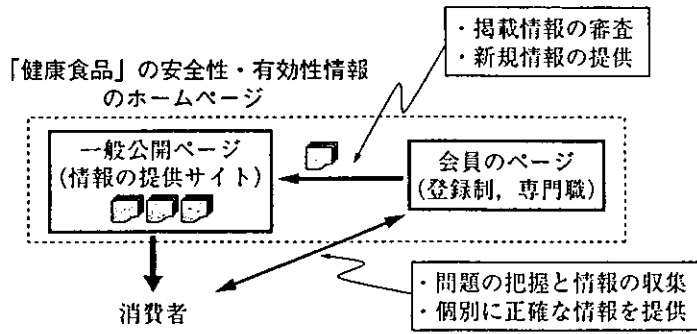 ・掲載情報の審査
・新規情報の提供
「健康食品」の安全性・有効性情報
のホームページ
一般公開ページ
(情報の提供サイト)
会員のページ
(登録制，専門職)
消費者
・問題の把握と情報の収集
・個別に正確な情報を提供